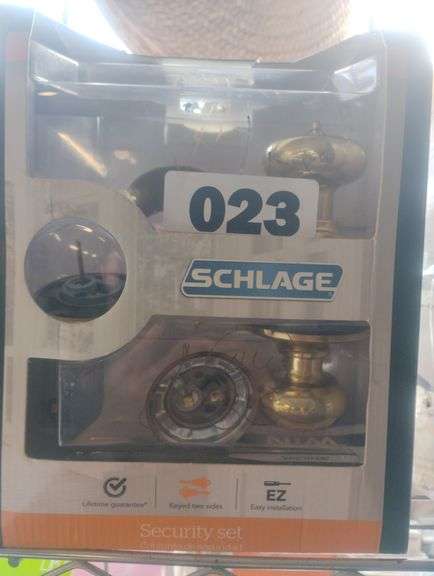 023
SCHLAGE
Lifetime guarantee*
Keyed two sides
EZ
Easy installation
Security set